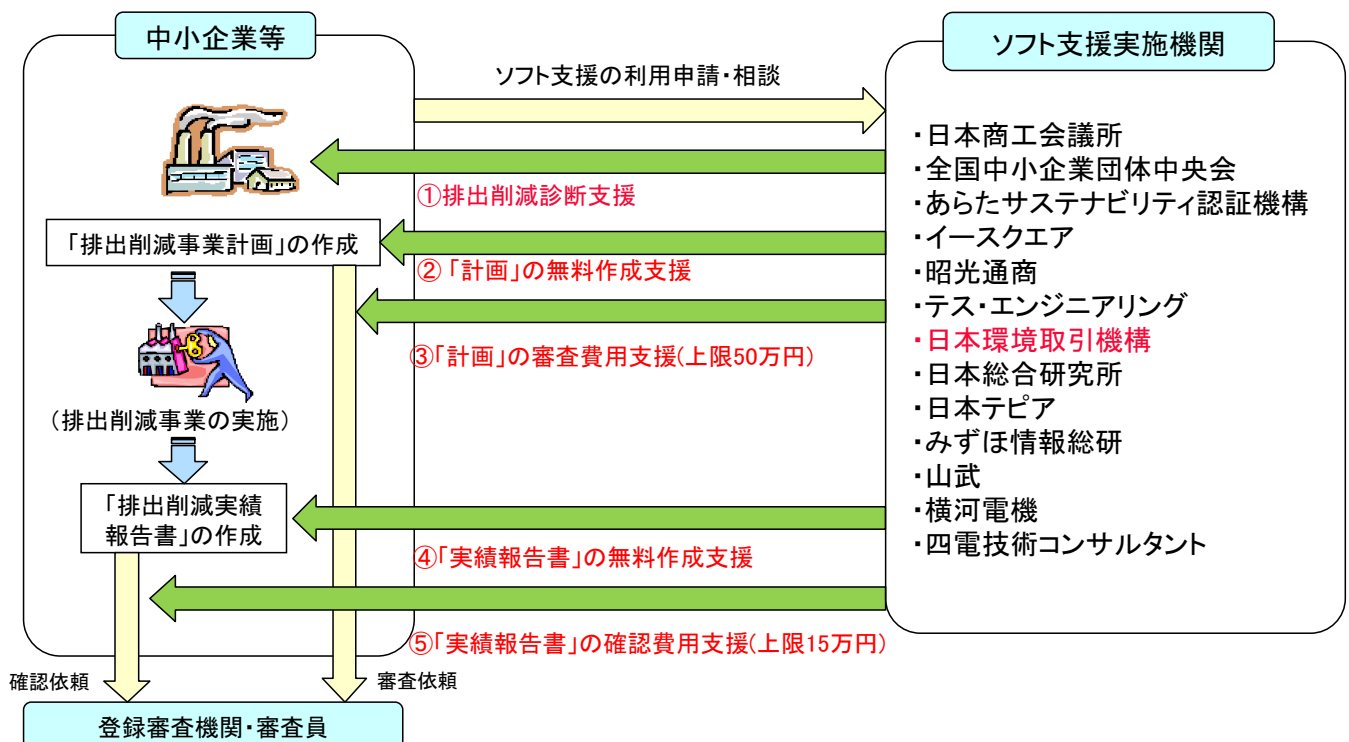 中小企業等
ソフト支援実施機関
ソフト支援の利用申請・相談
①排出削減診断支援
「排出削減事業計画」の作成
②「計画」の無料作成支援
③「計画」の審査費用支援(上限50万円)
(排出削減事業の実施)
「排出削減実績
報告書」の作成
④「実績報告書」の無料作成支援
⑤「実績報告書」の確認費用支援(上限15万円)
・日本商工会議所
・全国中小企業団体中央会
・あらたサステナビリティ認証機構
・イースクエア
・昭光通商
・テス・エンジニアリング
・日本環境取引機構
・日本総合研究所
・日本テピア
・みずほ情報総研
・山武
・横河電機
・四電技術コンサルタント
確認依頼
審査依頼
登録審査機関・審査員